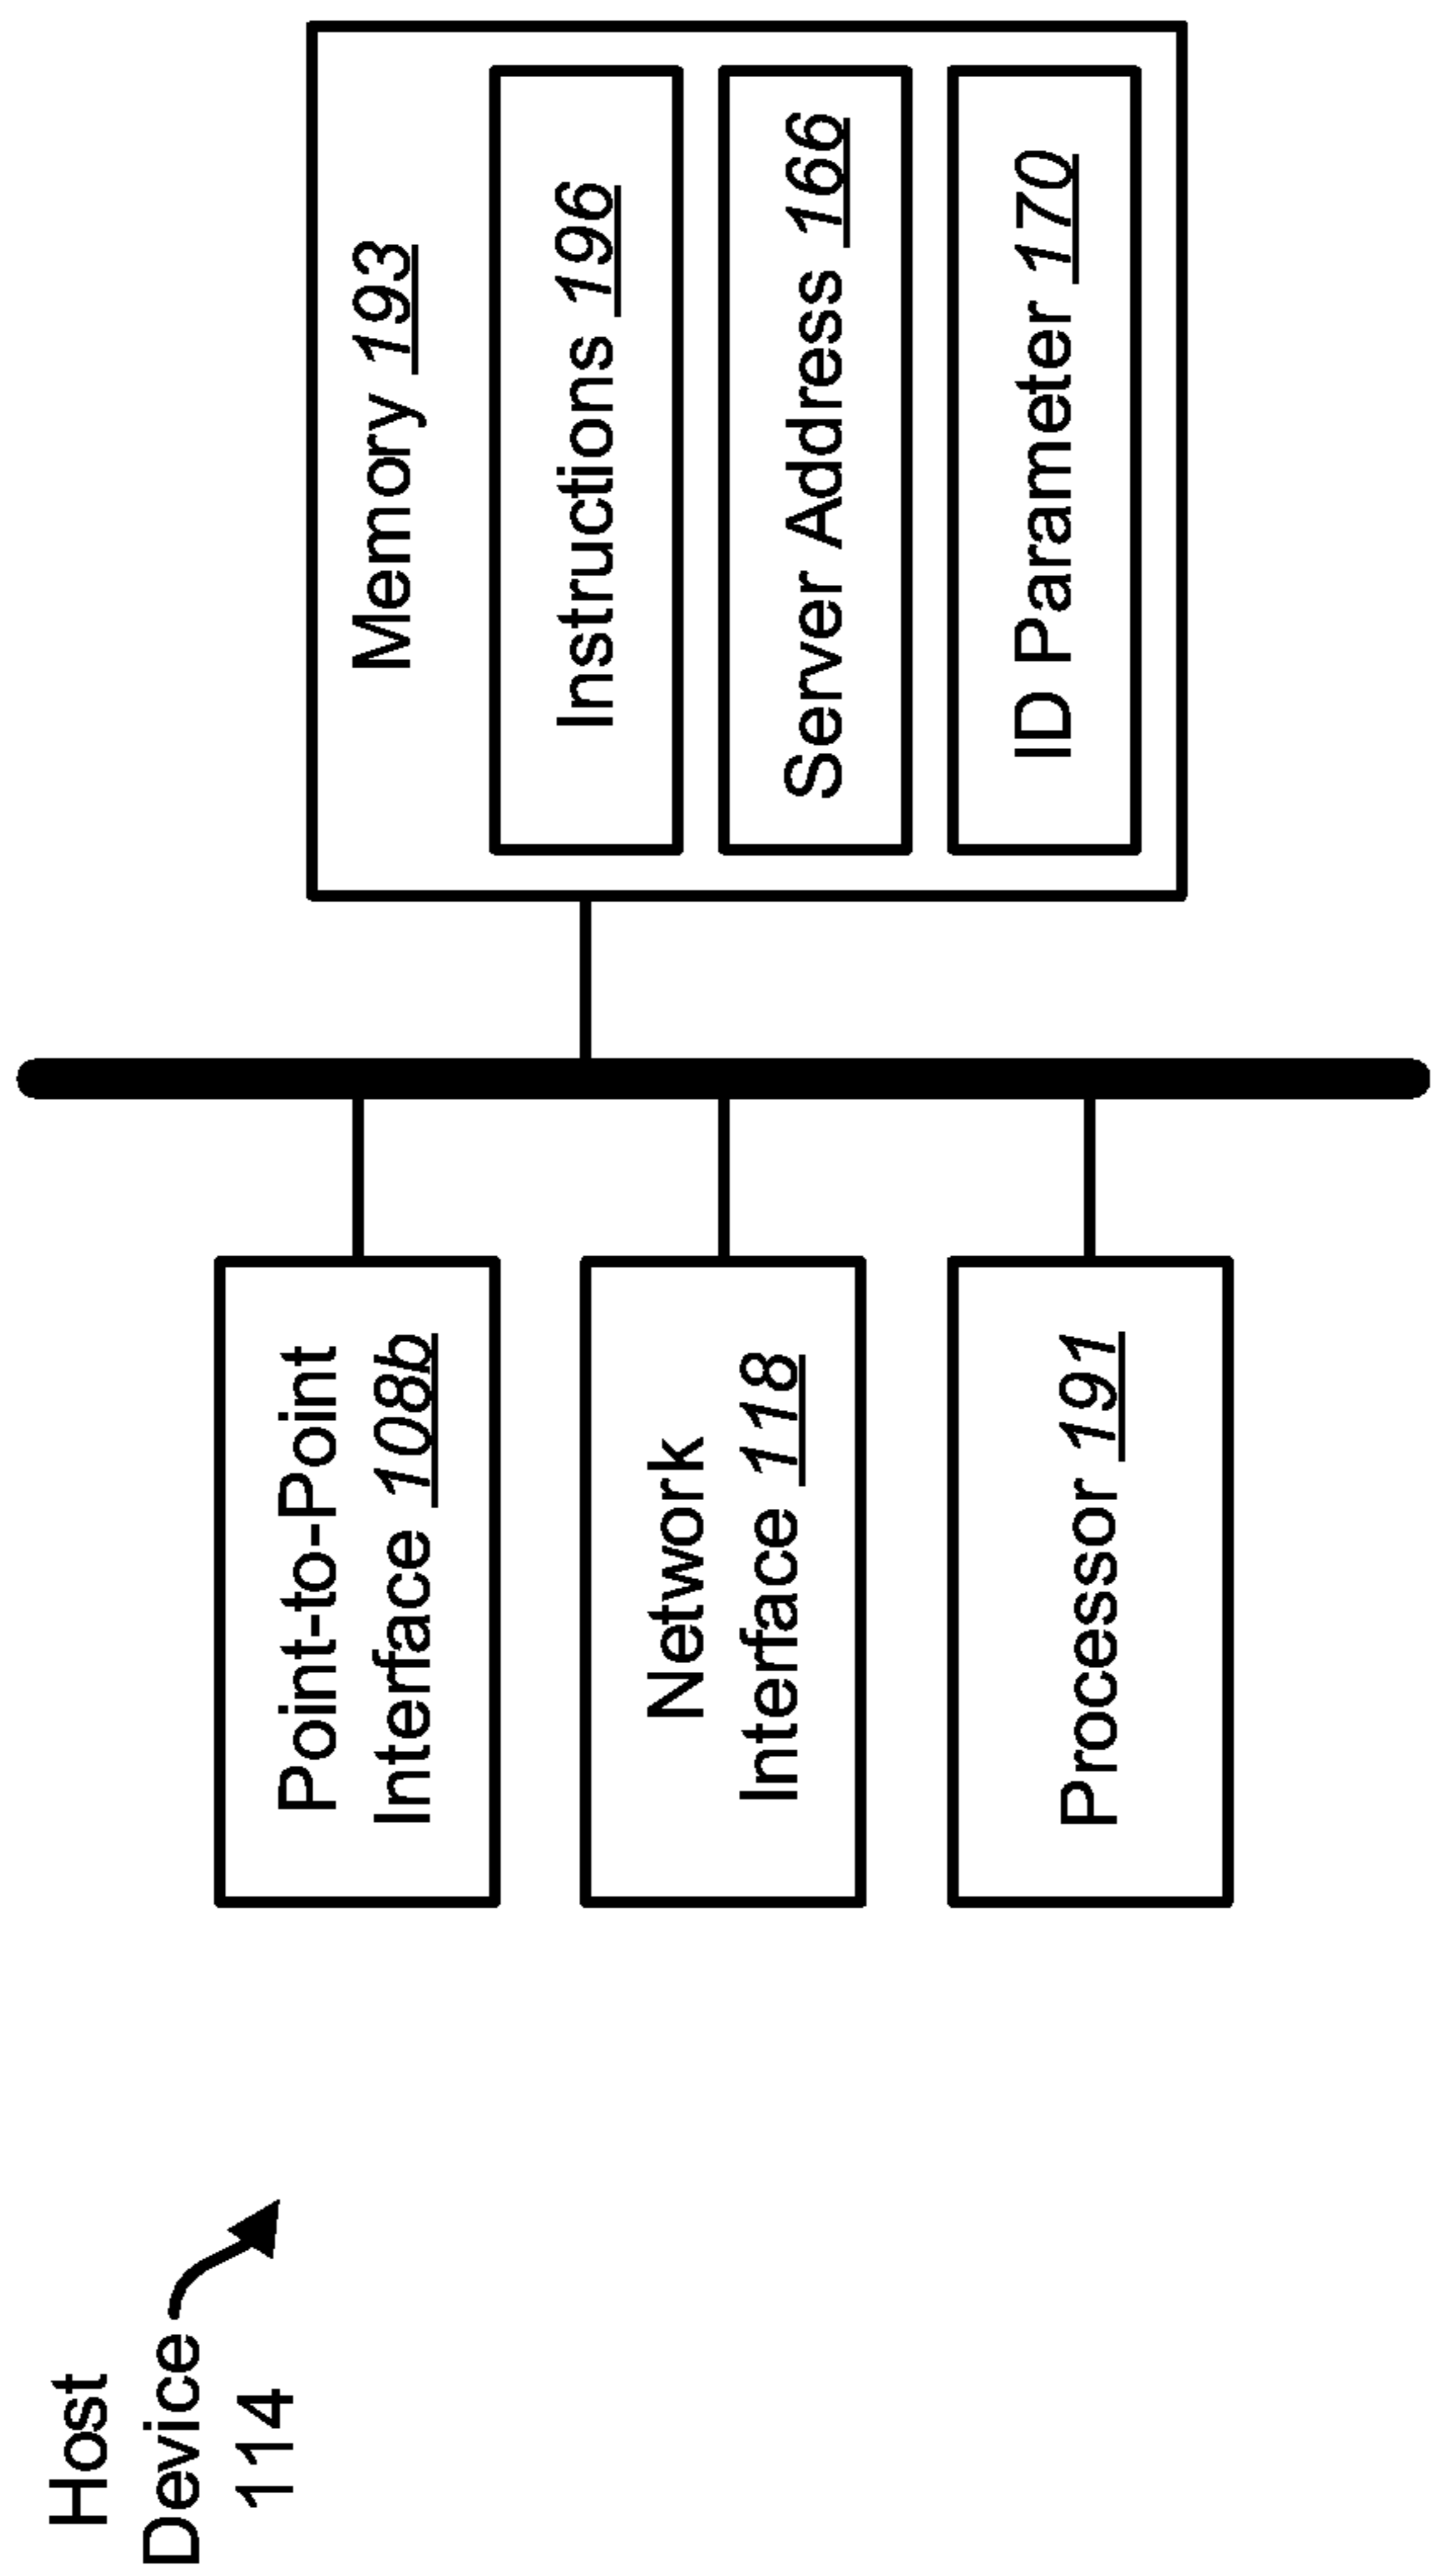 Host
Device
114
Point-to-Point
Interface 108b
Network
Interface 118
Processor 191
Memory 193
Instructions 196
Server Address 166
ID Parameter 170